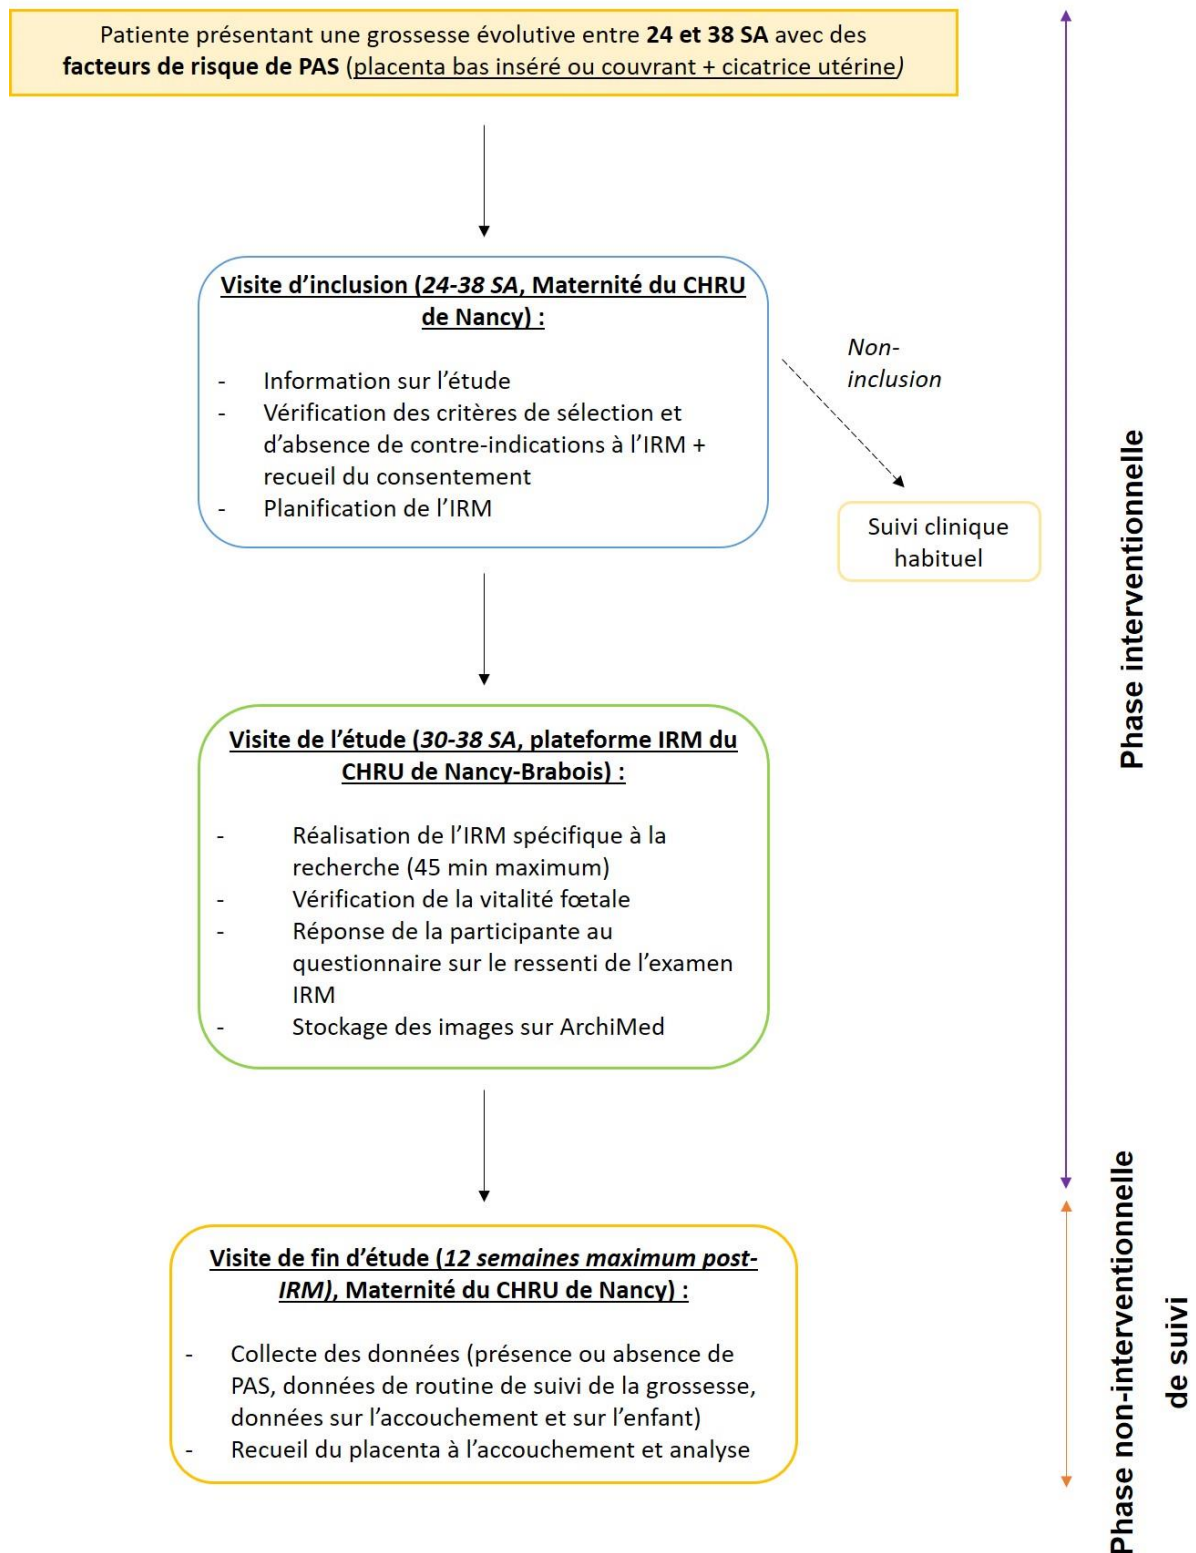 Patiente présentant une grossesse évolutive entre 24 et 38 SA avec des
facteurs de risque de PAS (placenta bas inséré ou couvrant + cicatrice utérine)
Visite d’inclusion (24-38 SA, Maternité du CHRU
de Nancy) :
- Information sur l’étude
- Vérification des critères de sélection et
d’absence de contre-indications à l’IRM +
recueil du consentement
- Planification de l’IRM
Non-
inclusion
Suivi clinique
habituel
Visite de l’étude (30-38 SA, plateforme IRM du
CHRU de Nancy-Brabois) :
- Réalisation de l’IRM spécifique à la
recherche (45 min maximum)
- Vérification de la vitalité fœtale
- Réponse de la participante au
questionnaire sur le ressenti de l’examen
IRM
- Stockage des images sur ArchiMed
Visite de fin d’étude (12 semaines maximum post-
IRM), Maternité du CHRU de Nancy) :
- Collecte des données (présence ou absence de
PAS, données de routine de suivi de la grossesse,
données sur l’accouchement et sur l’enfant)
- Recueil du placenta à l’accouchement et analyse
Phase interventionnelle
Phase non-interventionnelle
de suivi